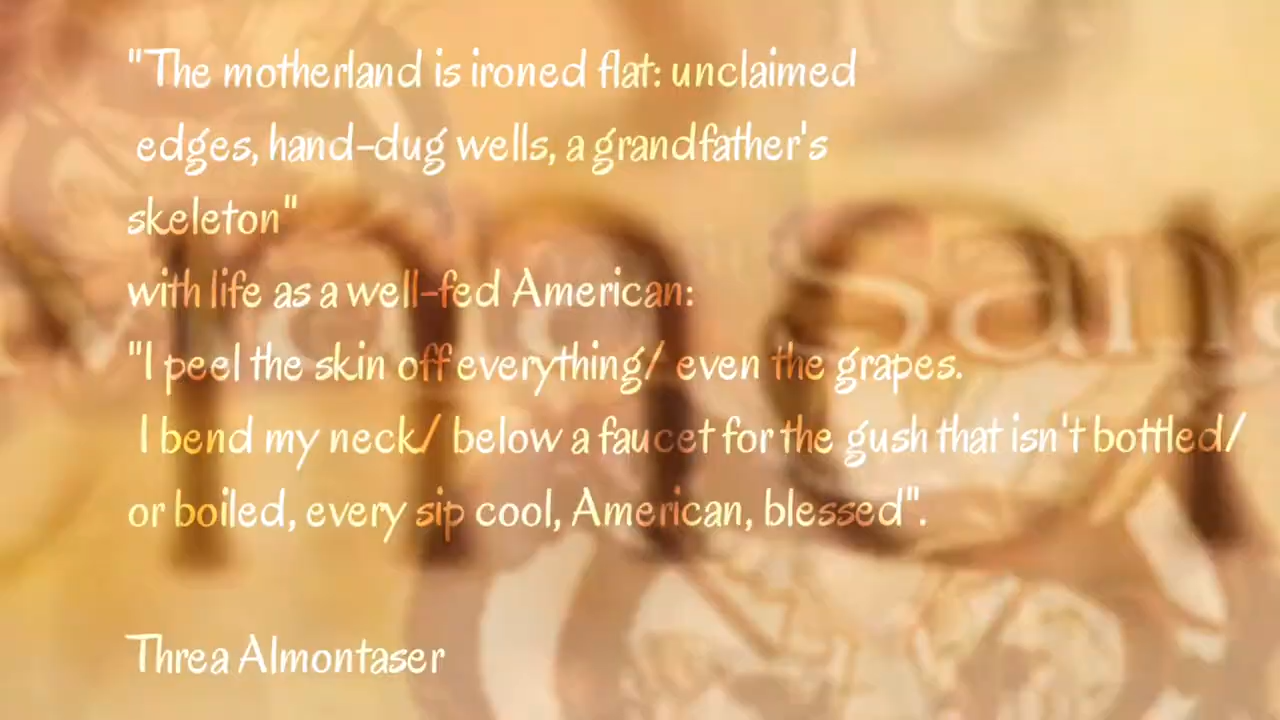 "The motherland is ironed flat: unclaimed
edges, hand-dug wells, a grandfather's
skeleton"
with life as a well-fed American:
"I peel the skin off everything/ even the grapes.
I bend my neck/ below a faucet for the gush that isn't bottled/
or boiled, every sip cool, American, blessed".
Threa Almontaser